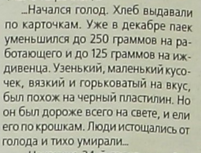 ...Начался голод. Хлеб выдавали
по карточкам. Уже в декабре паек
уменьшился до 250 граммов на ра-
ботающего и до 125 граммов на иж-
дивенца. Узенький, маленький кусо-
чек, вязкий и горьковатый на вкус,
был похож на черный пластилин. Но
он был дороже всего на свете, и ели
его по крошкам. Люди истощались от
голода и тихо умирали...